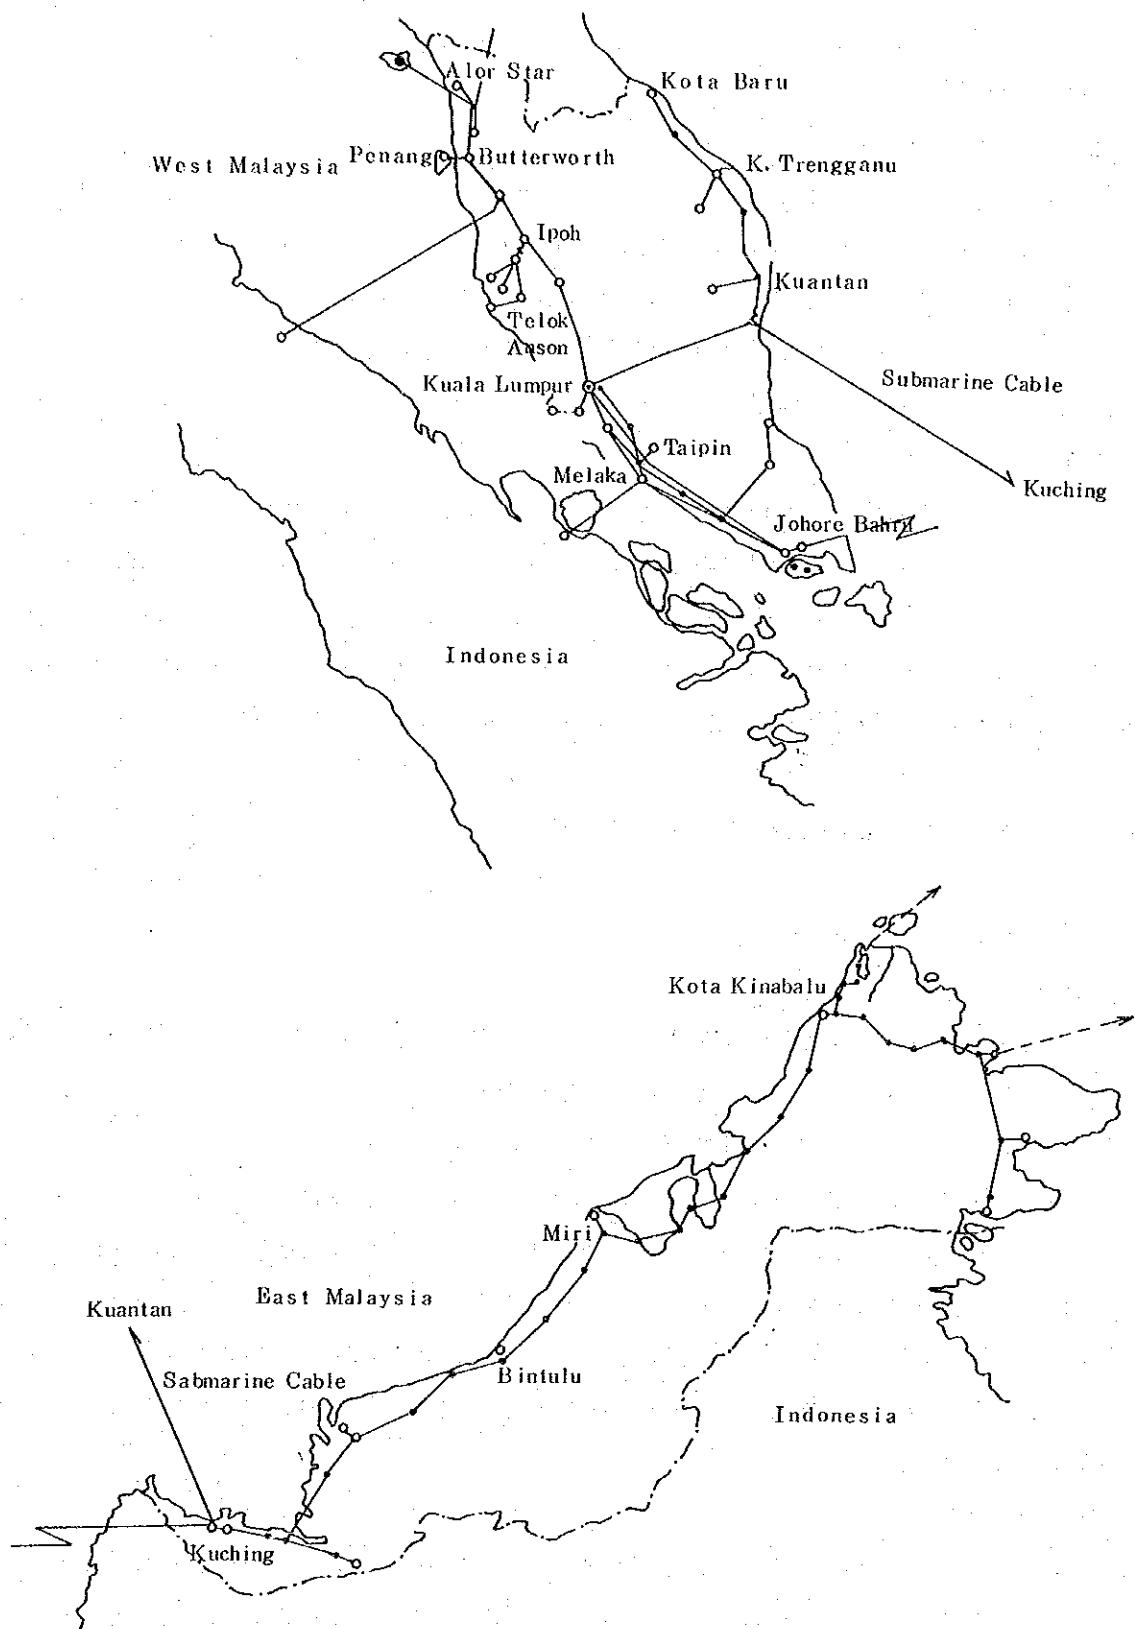 Alor Star
Kota Baru
West Malaysia
Penang
Butterworth
K. Trengganu
Ipoh
Kuantan
Telok
Anson
Kuala Lumpur
Submarine Cable
Taipin
Melaka
Kuching
Johore Bahru
Indonesia
Kota Kinabalu
Miri
East Malaysia
Kuantan
Sabmarine Cable
Bintulu
Indonesia
Kuching